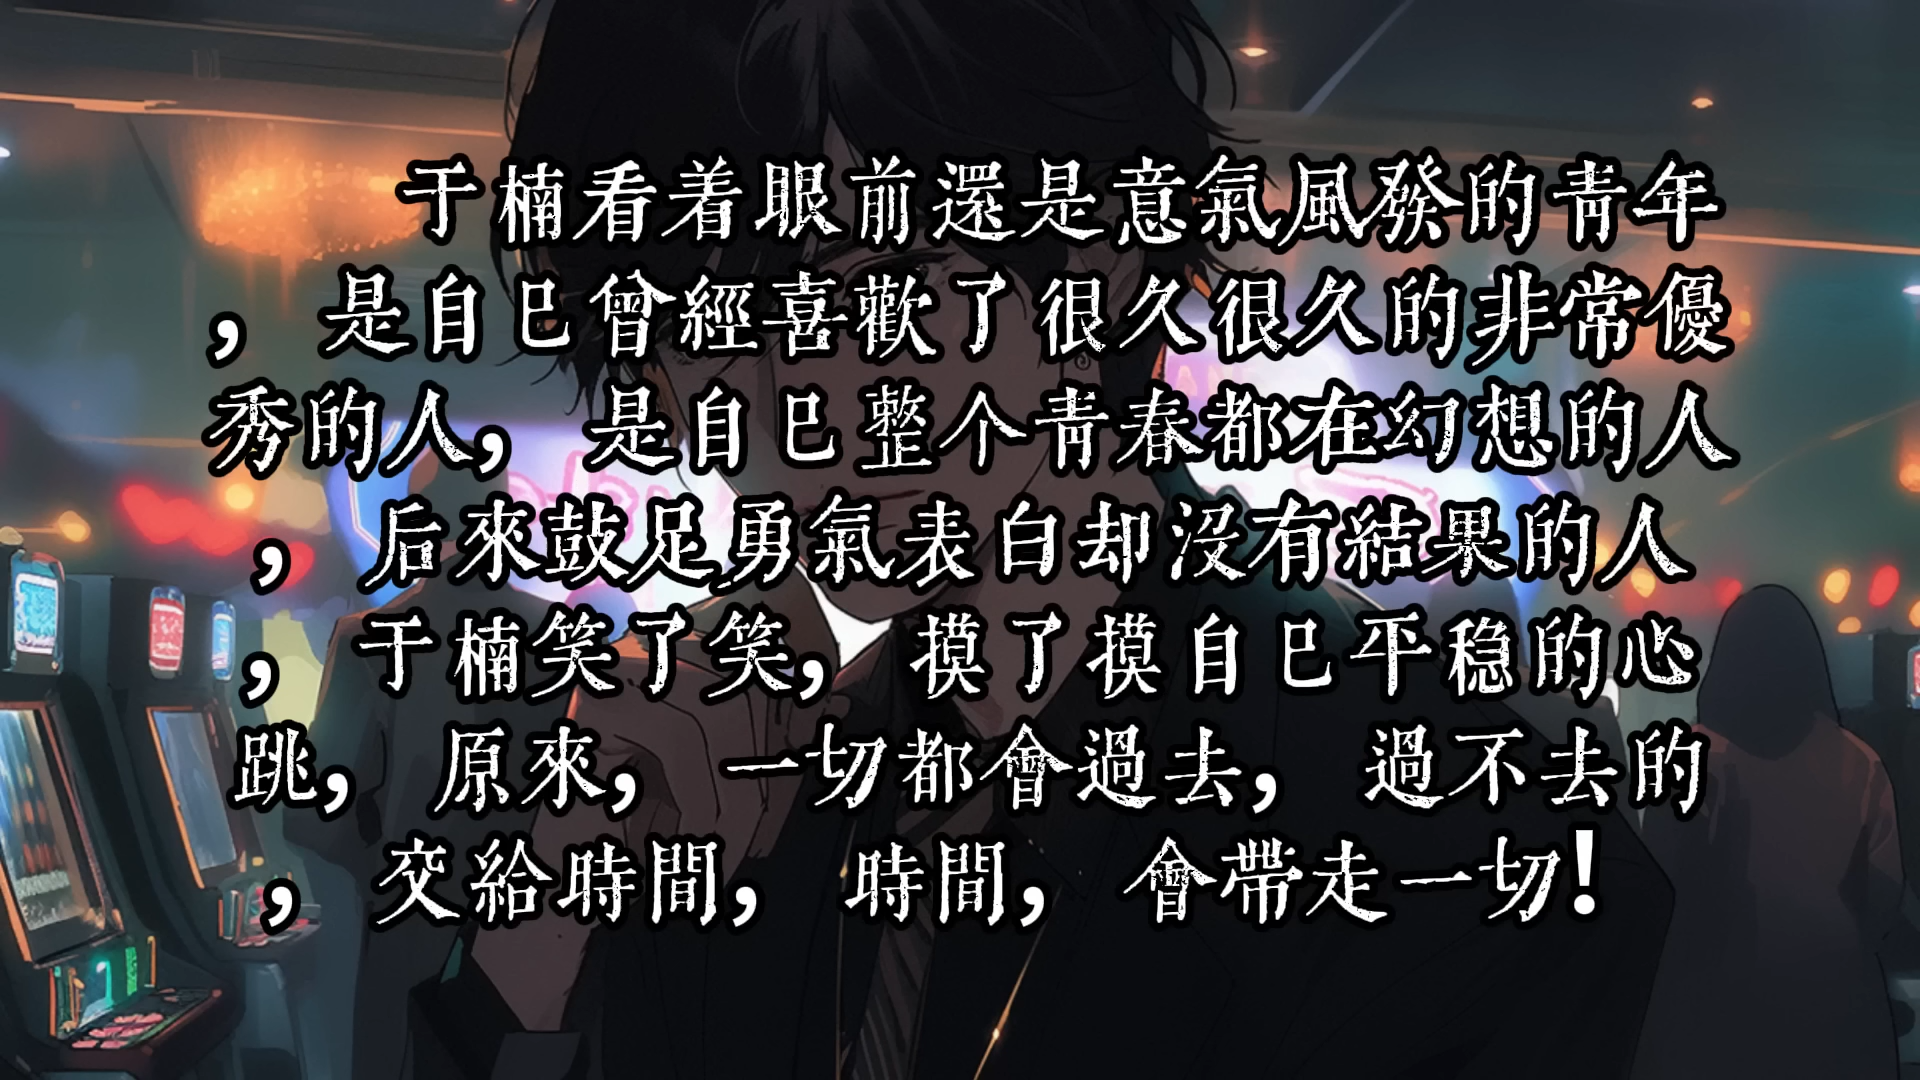 于楠看着眼前還是意氣風發的青年
，是自已曾經喜歡了很久很久的非常優
秀的人，是自已整个青春都在幻想的人
，后來鼓足勇氣表白却没有結果的人
，于楠笑了笑，摸了摸自已平穏的心
跳，原來，一切都會過去，過不去的
，交給時間，時間，會帶走一切！